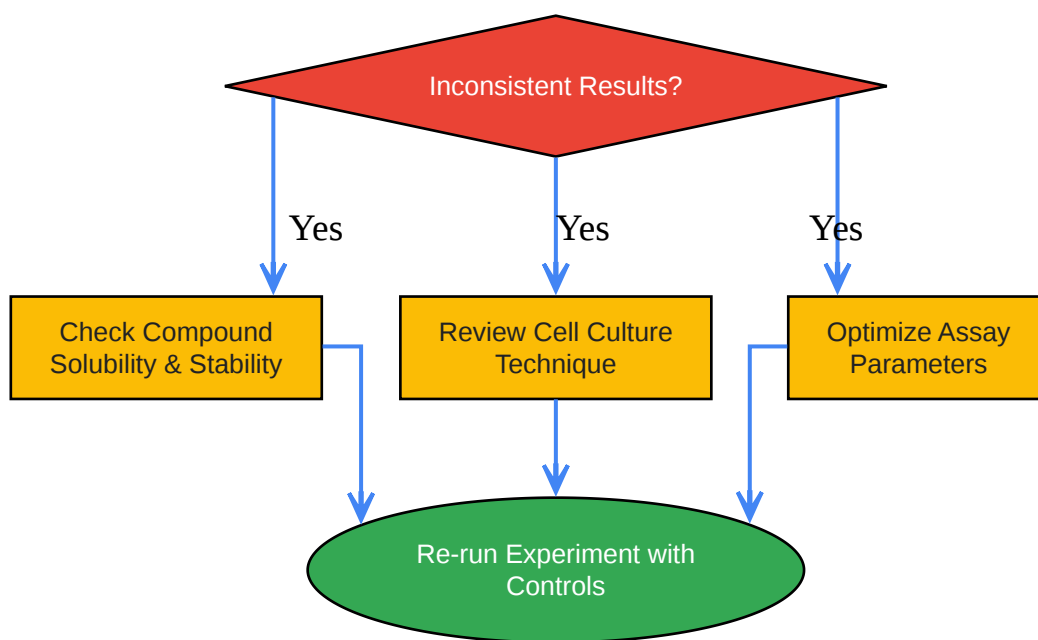 Inconsistent Results?
Yes
Yes
Yes
Check Compound
Solubility & Stability
Review Cell Culture
Technique
Optimize Assay
Parameters
Re-run Experiment with
Controls